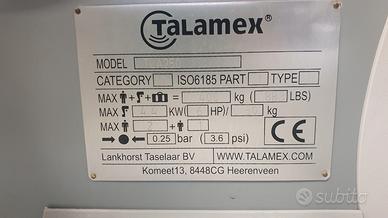 TALAMEX®
MODEL
CATEGORY ISO6185 PART TYPE
MAX + + = kg LBS)
MAX KW( HP)/ kg
MAX +
0.25 bar (3.6 psi)
CE
Lankhorst Taselaar BV WWW.TALAMEX.COM
Komeet13, 8448CG Heerenveen
subito